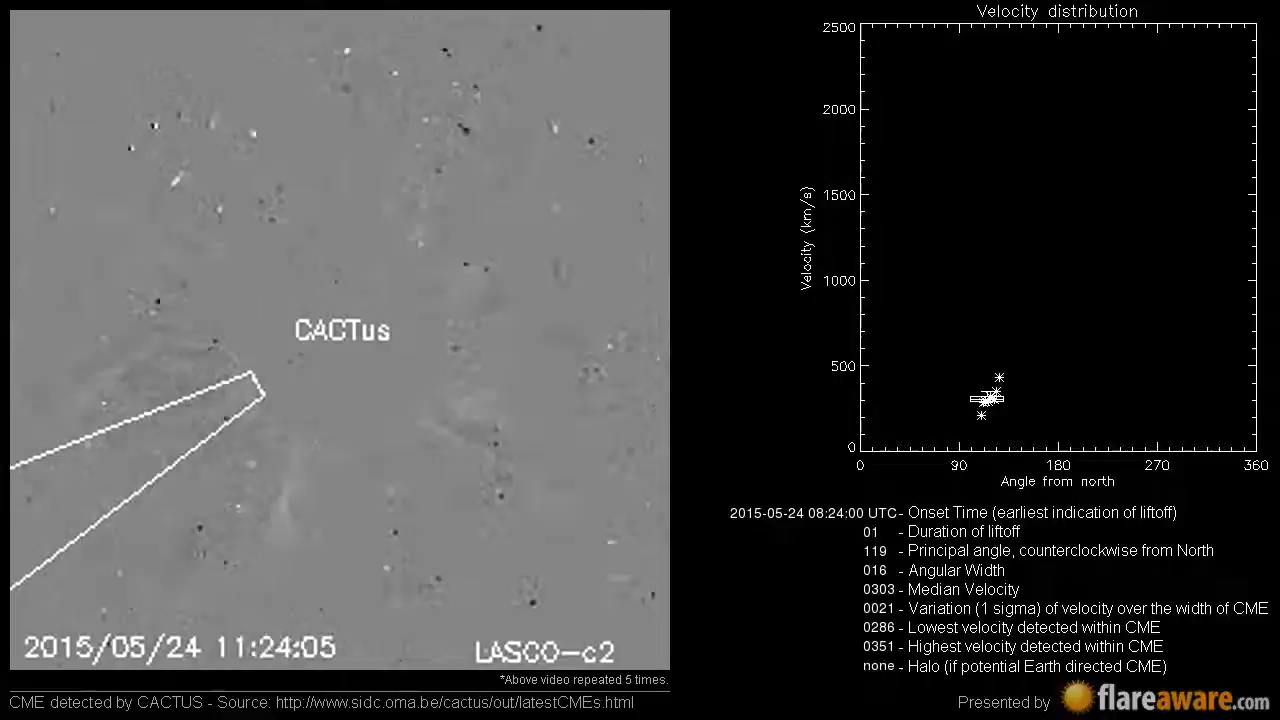 CACTus
2015/05/24 11:24:05
LASCO-c2
*Above video repeated 5 times.
CME detected by CACTUS - Source: http://www.sidc.oma.be/cactus/out/latestCMEs.html
Velocity distribution
2500
2000
1500
1000
500
0
Velocity (km/s)
0 90 180 270 360
Angle from north
2015-05-24 08:24:00 UTC - Onset Time (earliest indication of liftoff)
01 - Duration of liftoff
119 - Principal angle, counterclockwise from North
016 - Angular Width
0303 - Median Velocity
0021 - Variation (1 sigma) of velocity over the width of CME
0286 - Lowest velocity detected within CME
0351 - Highest velocity detected within CME
none - Halo (if potential Earth directed CME)
Presented by flareaware.com